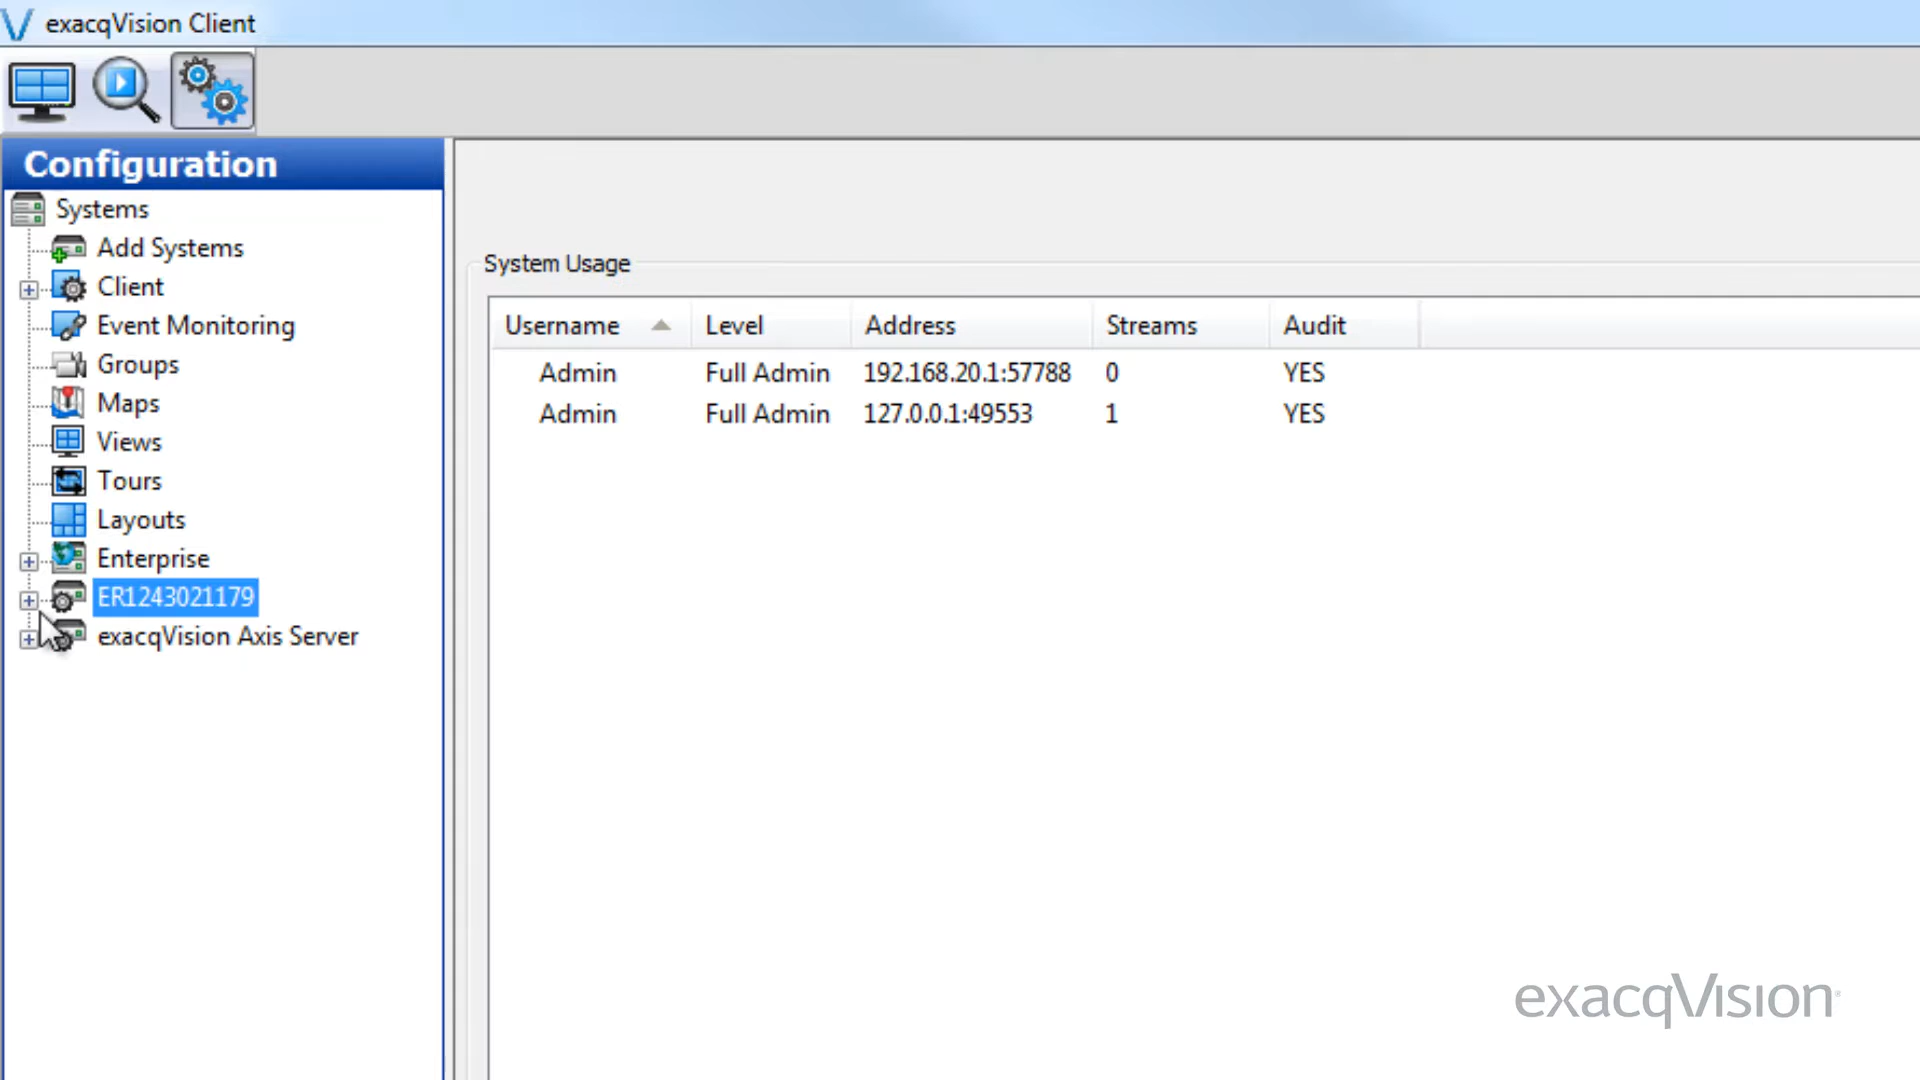 exacqVision Client
Configuration
Systems
Add Systems
Client
Event Monitoring
Groups
Maps
Views
Tours
Layouts
Enterprise
ER1243021179
exacqVision Axis Server
System Usage
Username Level Address Streams Audit
Admin Full Admin 192.168.20.1:57788 0 YES
Admin Full Admin 127.0.0.1:49553 1 YES
exacqVision®